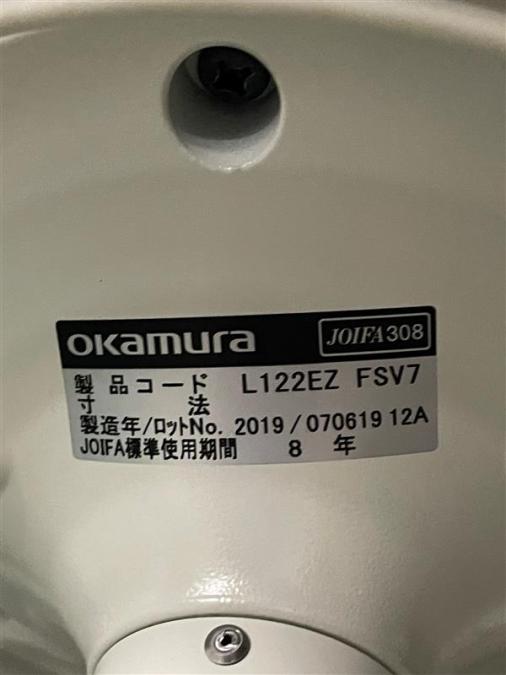 okamura JOIFA308
製品コード L122EZ FSV7
寸法
製造年/ロットNo. 2019/070619 12A
JOIFA標準使用期間 8年